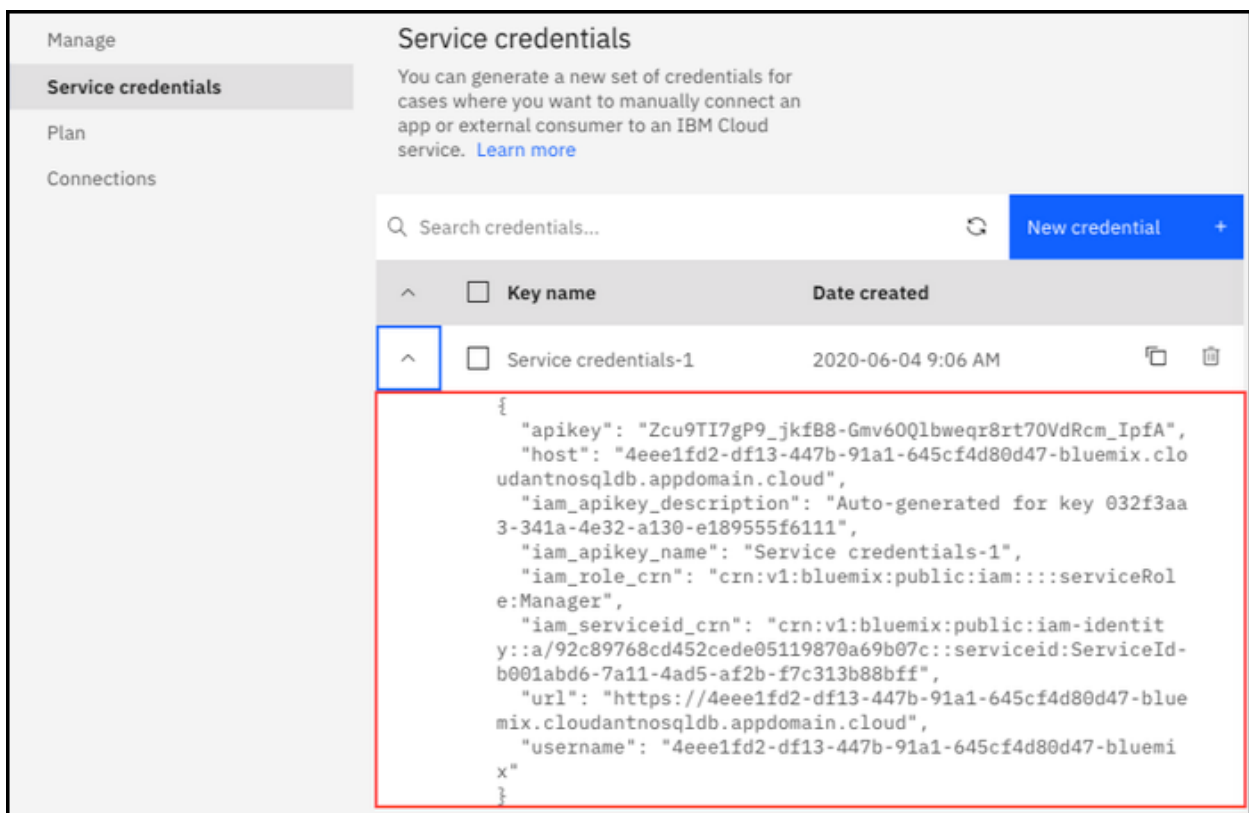 Manage
Service credentials
Plan
Connections
Service credentials
You can generate a new set of credentials for
cases where you want to manually connect an
app or external consumer to an IBM Cloud
service. Learn more
Search credentials...
New credential +
Key name Date created
Service credentials-1 2020-06-04 9:06 AM
{
"apikey": "Zcu9TI7gP9_jkfB8-Gmv6OQlbweqr8rt7OVdRcm_IpfA",
"host": "4eee1fd2-df13-447b-91a1-645cf4d80d47-bluemix.clo
udantnosqldb.appdomain.cloud",
"iam_apikey_description": "Auto-generated for key 032f3aa
3-341a-4e32-a130-e189555f6111",
"iam_apikey_name": "Service credentials-1",
"iam_role_crn": "crn:v1:bluemix:public:iam::::serviceRol
e:Manager",
"iam_serviceid_crn": "crn:v1:bluemix:public:iam-identit
y::a/92c89768cd452cede05119870a69b07c::serviceid:ServiceId-
b001abd6-7a11-4ad5-af2b-f7c313b88bff",
"url": "https://4eee1fd2-df13-447b-91a1-645cf4d80d47-blue
mix.cloudantnosqldb.appdomain.cloud",
"username": "4eee1fd2-df13-447b-91a1-645cf4d80d47-bluemi
x"
}